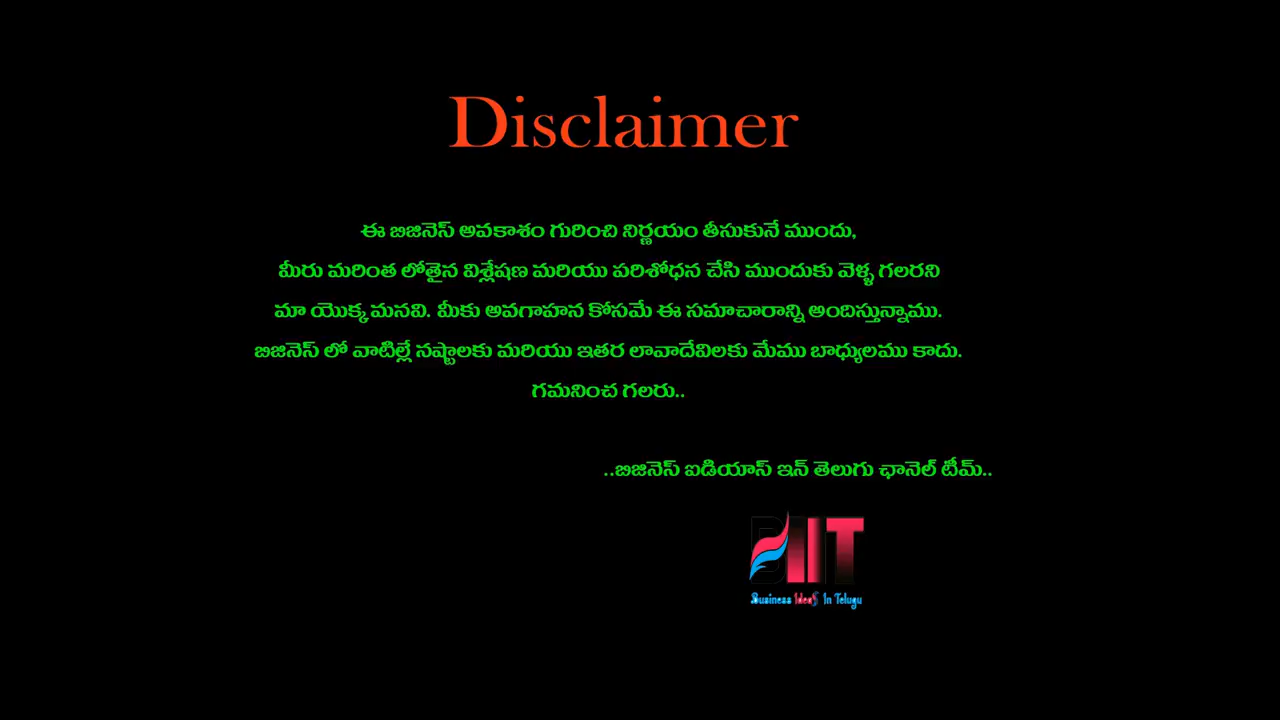 Disclaimer
ఈ బిజినెస్ అవకాశం గురించి నిర్ణయం తీసుకునే ముందు,
మీరు మరింత లోతైన విశ్లేషణ మరియు పరిశోధన చేసి ముందుకు వెళ్ళ గలరని
మా యొక్క మనవి. మీకు అవగాహన కోసమే ఈ సమాచారాన్ని అందిస్తున్నాము.
బిజినెస్ లో వాటిల్లే నష్టాలకు మరియు ఇతర లావాదేవిలకు మేము బాధ్యులము కాదు.
గమనించ గలరు..
..బిజినెస్ ఐడియాస్ ఇన్ తెలుగు ఛానెల్ టీమ్..
BIIT
Business Ideas In Telugu